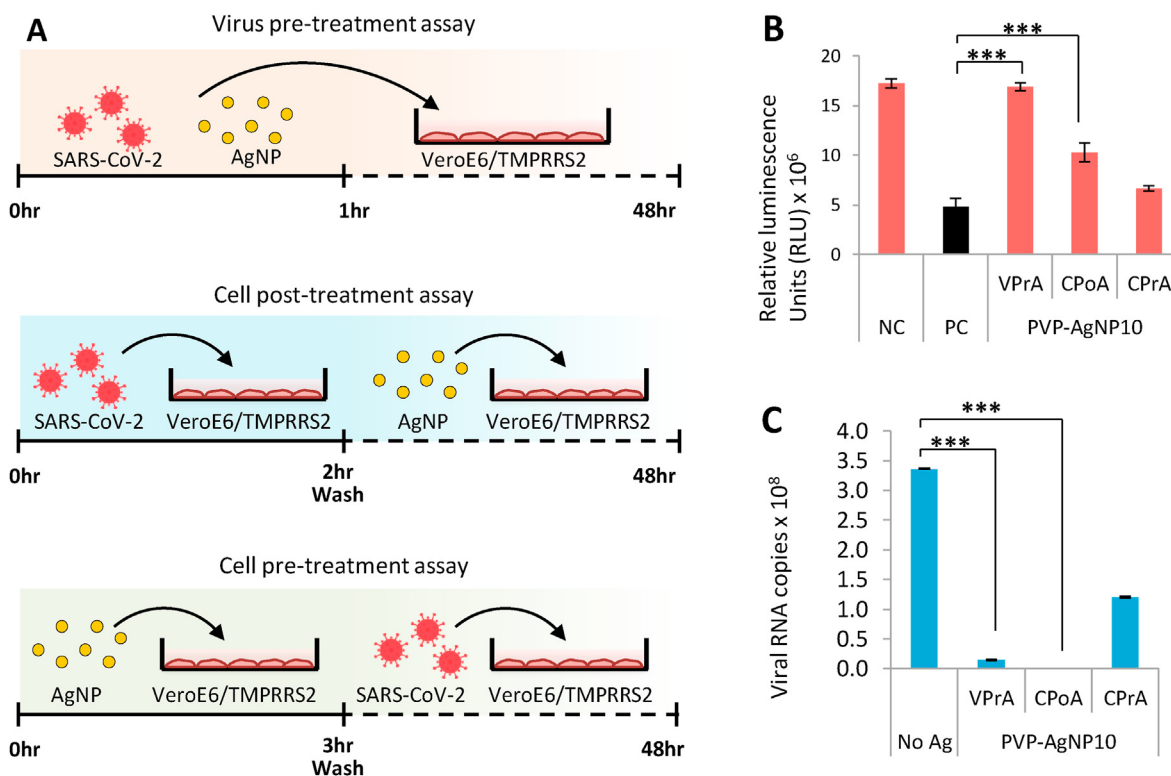 A
Virus pre-treatment assay
SARS-CoV-2
AgNP
VeroE6/TMPRRS2
0hr
1hr
48hr
Cell post-treatment assay
SARS-CoV-2
VeroE6/TMPRRS2
AgNP
VeroE6/TMPRRS2
0hr
2hr
Wash
48hr
Cell pre-treatment assay
AgNP
VeroE6/TMPRRS2
SARS-CoV-2
VeroE6/TMPRRS2
0hr
3hr
Wash
48hr
B
Relative luminescence
Units (RLU) x 10⁶
20
15
10
5
0
***
***
VPrA
CPoA
CPrA
NC
PC
PVP-AgNP10
C
Viral RNA copies x 10⁸
4.0
3.5
3.0
2.5
2.0
1.5
1.0
0.5
0.0
***
***
VPrA
CPoA
CPrA
No Ag
PVP-AgNP10